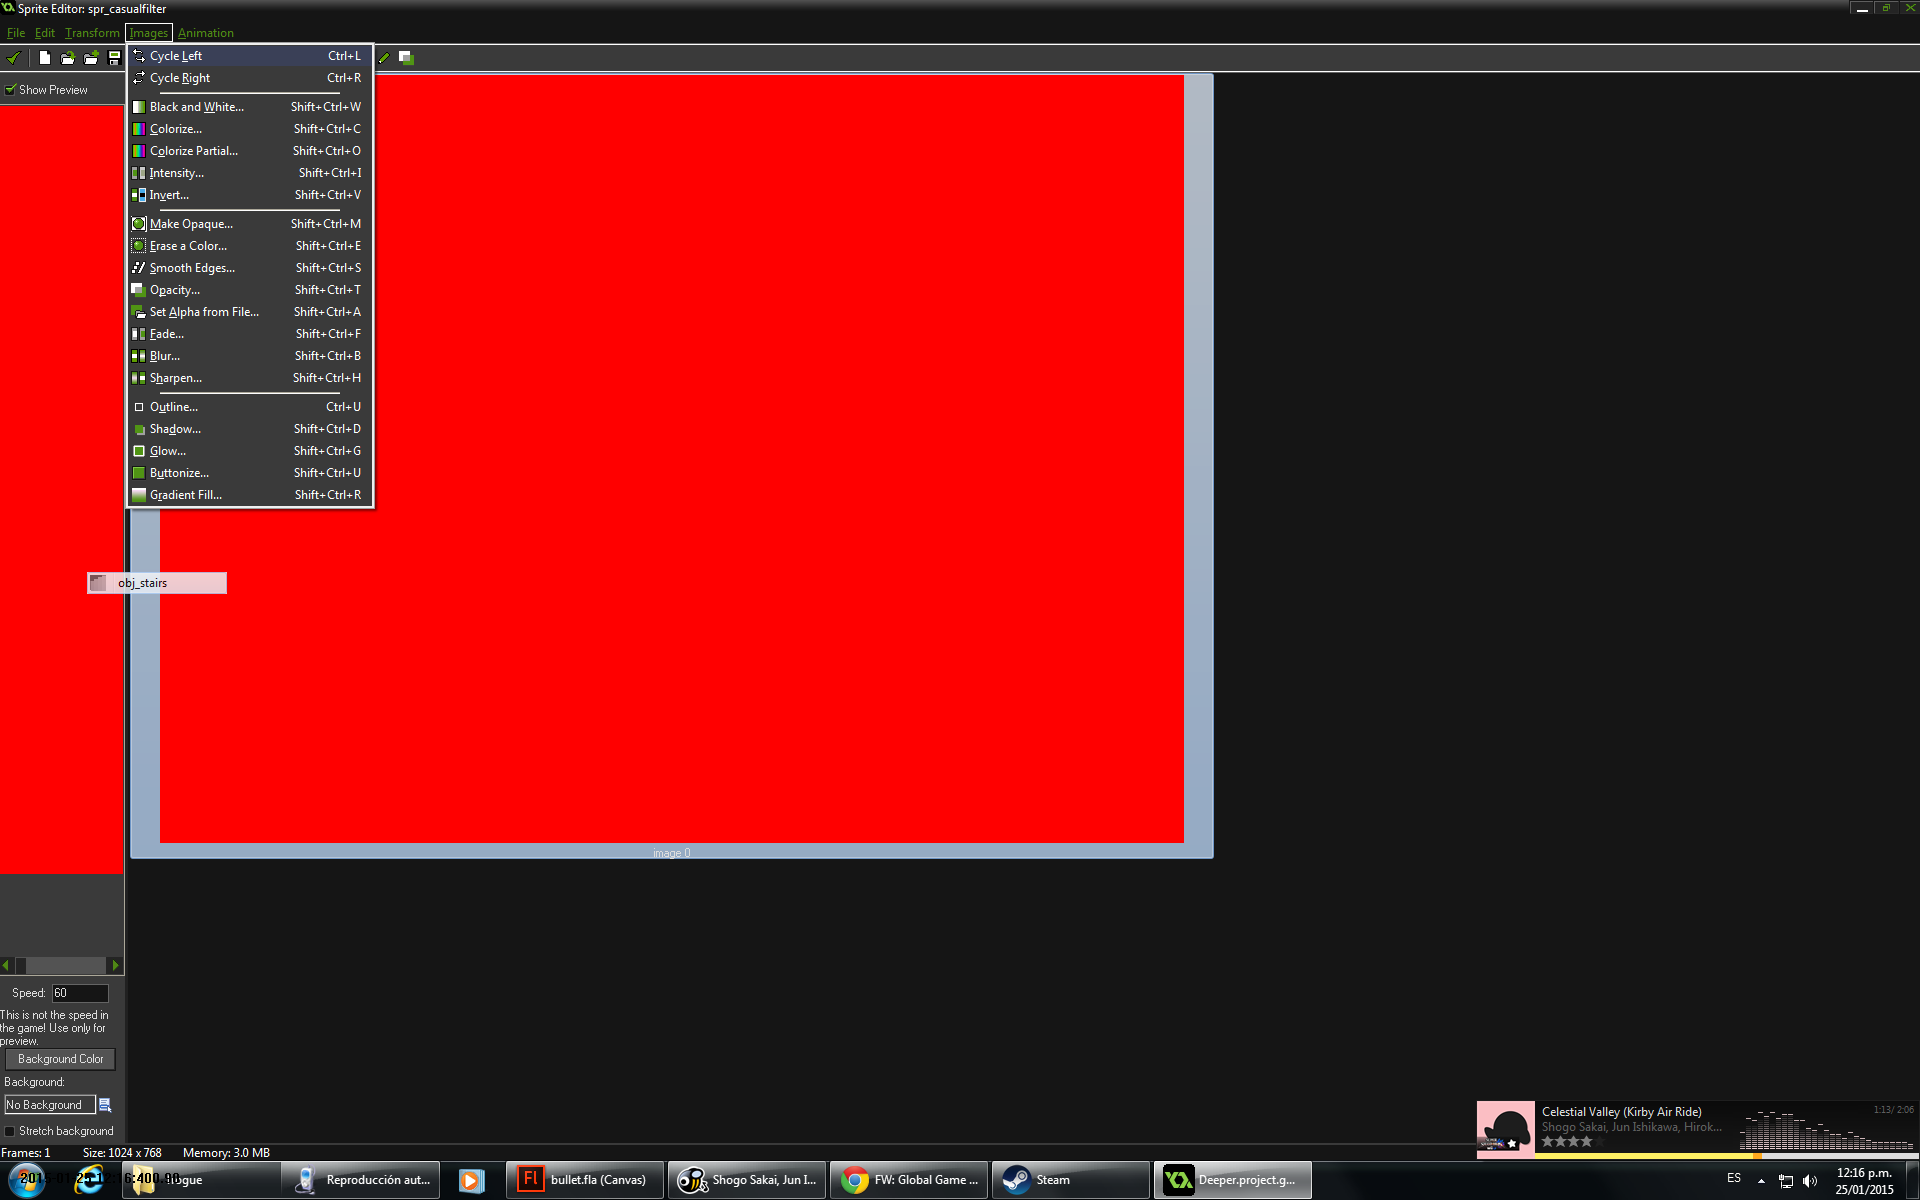 Sprite Editor: spr_casualfilter
File Edit Transform Images Animation
Show Preview
Cycle Left Ctrl+L
Cycle Right Ctrl+R
Black and White... Shift+Ctrl+W
Colorize... Shift+Ctrl+C
Colorize Partial... Shift+Ctrl+O
Intensity... Shift+Ctrl+I
Invert... Shift+Ctrl+V
Make Opaque... Shift+Ctrl+M
Erase a Color... Shift+Ctrl+E
Smooth Edges... Shift+Ctrl+S
Opacity... Shift+Ctrl+T
Set Alpha from File... Shift+Ctrl+A
Fade... Shift+Ctrl+F
Blur... Shift+Ctrl+B
Sharpen... Shift+Ctrl+H
Outline... Ctrl+U
Shadow... Shift+Ctrl+D
Glow... Shift+Ctrl+G
Buttonize... Shift+Ctrl+U
Gradient Fill... Shift+Ctrl+R
obj_stairs
image 0
Speed: 60
This is not the speed in
the game! Use only for
preview.
Background Color
Background:
No Background
Stretch background
Frames: 1 Size: 1024 x 768 Memory: 3.0 MB
Celestial Valley (Kirby Air Ride) 1:13/ 2:06
Shogo Sakai, Jun Ishikawa, Hirok...
Reproducción aut...
Fl bullet.fla (Canvas)
Shogo Sakai, Jun I...
FW: Global Game ...
Steam
Deeper.project.g...
ES
12:16 p.m.
25/01/2015